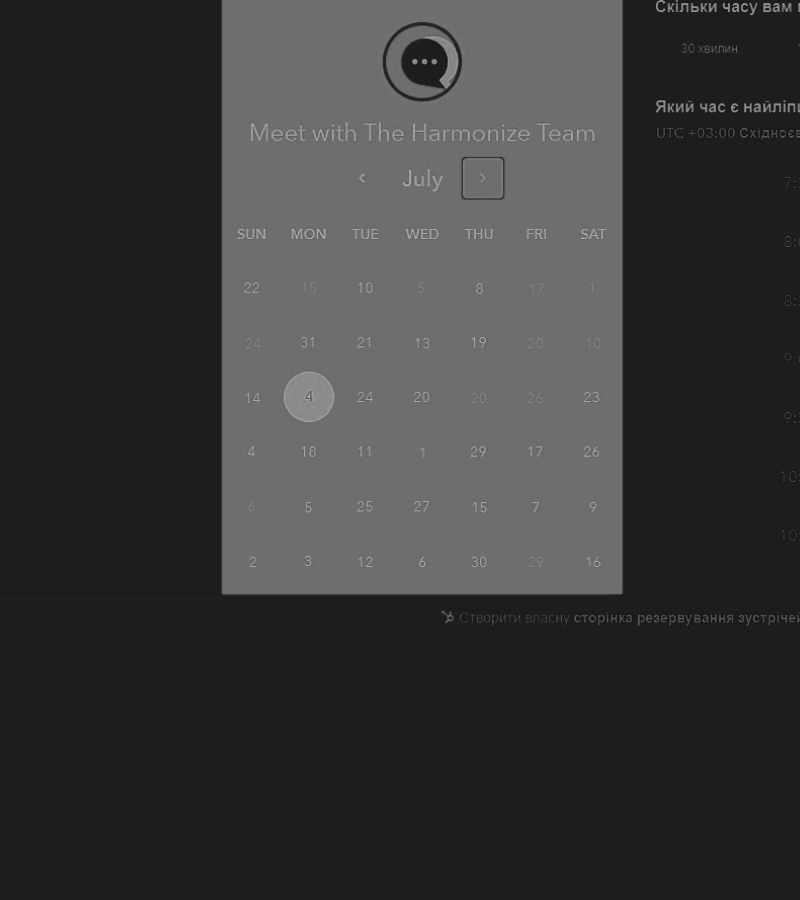 Meet with The Harmonize Team
July
SUN MON TUE WED THU FRI SAT
22 15 10 5 8 17 1
24 31 21 13 19 20 10
14 4 24 20 20 26 23
4 18 11 1 29 17 26
6 5 25 27 15 7 9
2 3 12 6 30 29 16
Скільки часу вам
30 хвилин
Який час є
UTC +03:00
Створити власну сторінка резервування